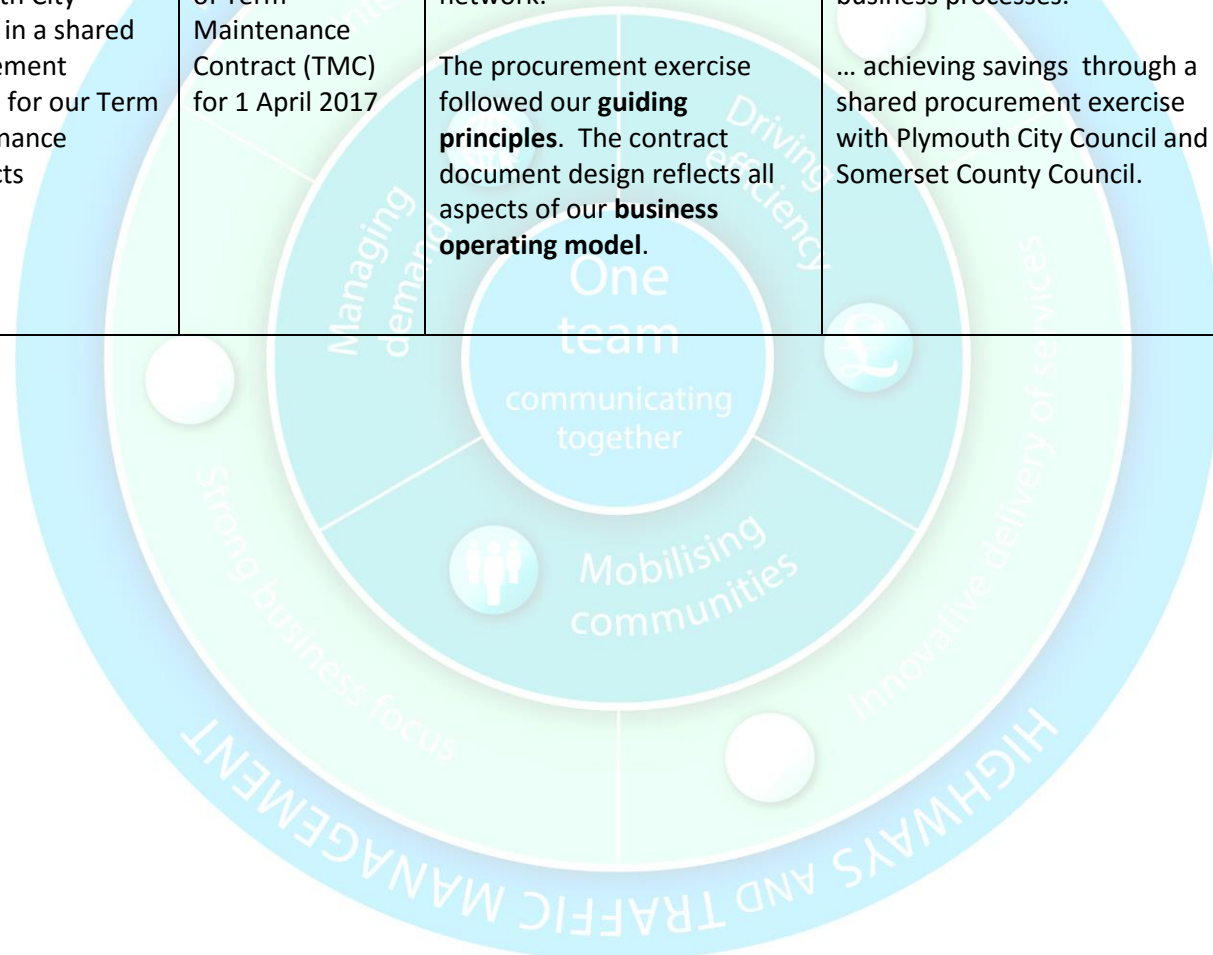 th City
in a shared
ement
for our Term
nance
cts
Maintenance
Contract (TMC)
for 1 April 2017
network.
The procurement exercise
followed our guiding
principles. The contract
document design reflects all
aspects of our business
operating model.
business processes.
… achieving savings through a
shared procurement exercise
with Plymouth City Council and
Somerset County Council.
Managing
demand
Driving
efficiency
£
One
team
communicating
together
Mobilising
communities
Strong business focus
Innovative delivery of services
HIGHWAYS AND TRAFFIC MANAGEMENT